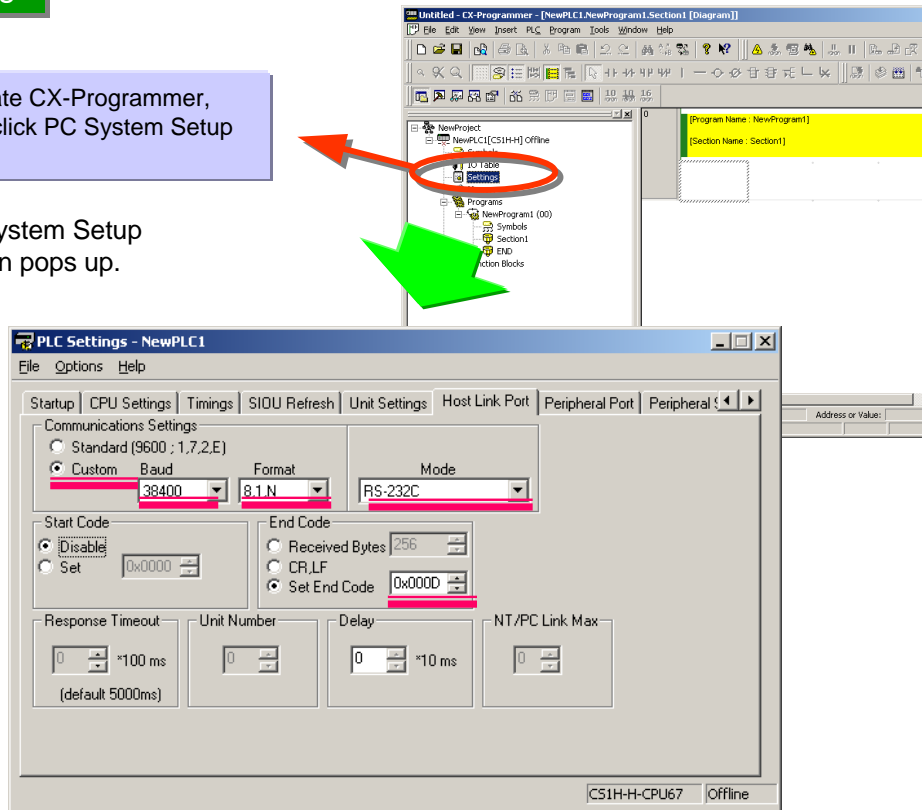 ate CX-Programmer,
click PC System Setup
ystem Setup
n pops up.
Untitled - CX-Programmer - [NewPLC1.NewProgram1.Section1 [Diagram]]
File Edit View Insert PLC Program Tools Window Help
10 16
NewProject
NewPLC1[CS1H-H] Offline
Symbols
IO Table
Settings
Programs
NewProgram1 (00)
Symbols
Section1
END
ction Blocks
0
[Program Name : NewProgram1]
[Section Name : Section1]
Address or Value:
PLC Settings - NewPLC1
File Options Help
Startup CPU Settings Timings SIOU Refresh Unit Settings Host Link Port Peripheral Port Peripheral S
Communications Settings
Standard (9600 ; 1,7,2,E)
Custom Baud Format Mode
38400 8,1,N RS-232C
Start Code End Code
Disable Received Bytes 256
Set 0x0000 CR,LF
Set End Code 0x000D
Response Timeout Unit Number Delay NT/PC Link Max
0 *100 ms 0 0 *10 ms 0
(default 5000ms)
CS1H-H-CPU67 Offline